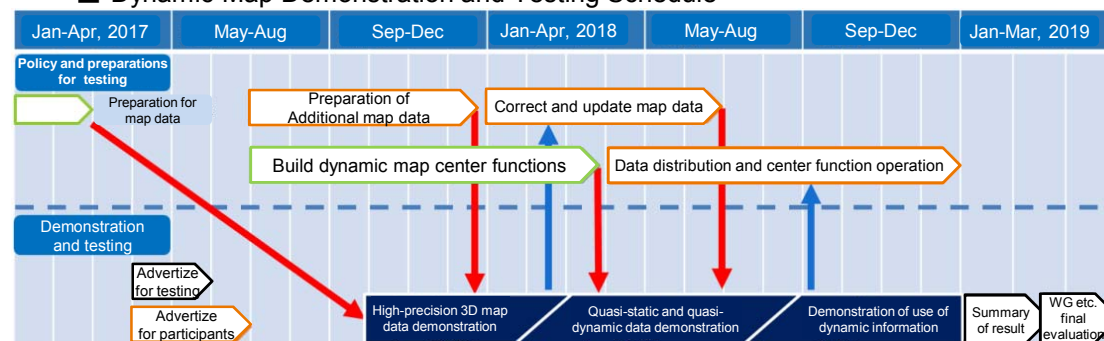 Dynamic Map Demonstration and Testing Schedule
Jan-Apr, 2017
May-Aug
Sep-Dec
Jan-Apr, 2018
May-Aug
Sep-Dec
Jan-Mar, 2019
Policy and preparations
for testing
Preparation for
map data
Preparation of
Additional map data
Correct and update map data
Build dynamic map center functions
Data distribution and center function operation
Demonstration
and testing
Advertize
for testing
Advertize
for participants
High-precision 3D map
data demonstration
Quasi-static and quasi-
dynamic data demonstration
Demonstration of use of
dynamic information
Summary
of result
WG etc.
final
evaluation